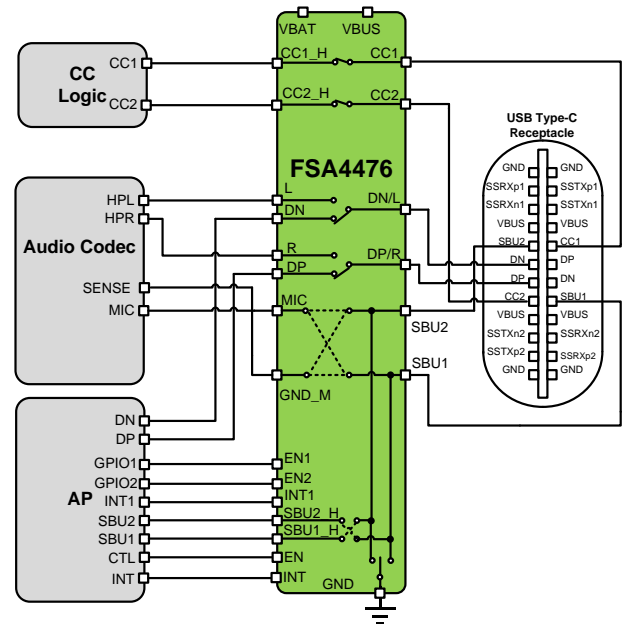 VBAT VBUS
CC1 CC1_H CC1
CC
Logic
CC2 CC2_H CC2
USB Type-C
Receptacle
FSA4476
GND GND
SSRXp1 SSTXp1
SSRXn1 SSTXn1
VBUS VBUS
SBU2 CC1
DN DP
DP DN
CC2 SBU1
VBUS VBUS
SSTXn2 SSRXn2
SSTXp2 SSRXp2
GND GND
Audio Codec
HPL L DN/L
HPR DN
R DP/R
DP
SENSE
MIC MIC
SBU2
SBU1
GND_M
AP
DN
DP
GPIO1 EN1
GPIO2 EN2
INT1 INT1
SBU2 SBU2_H
SBU1 SBU1_H
CTL EN
INT INT
GND